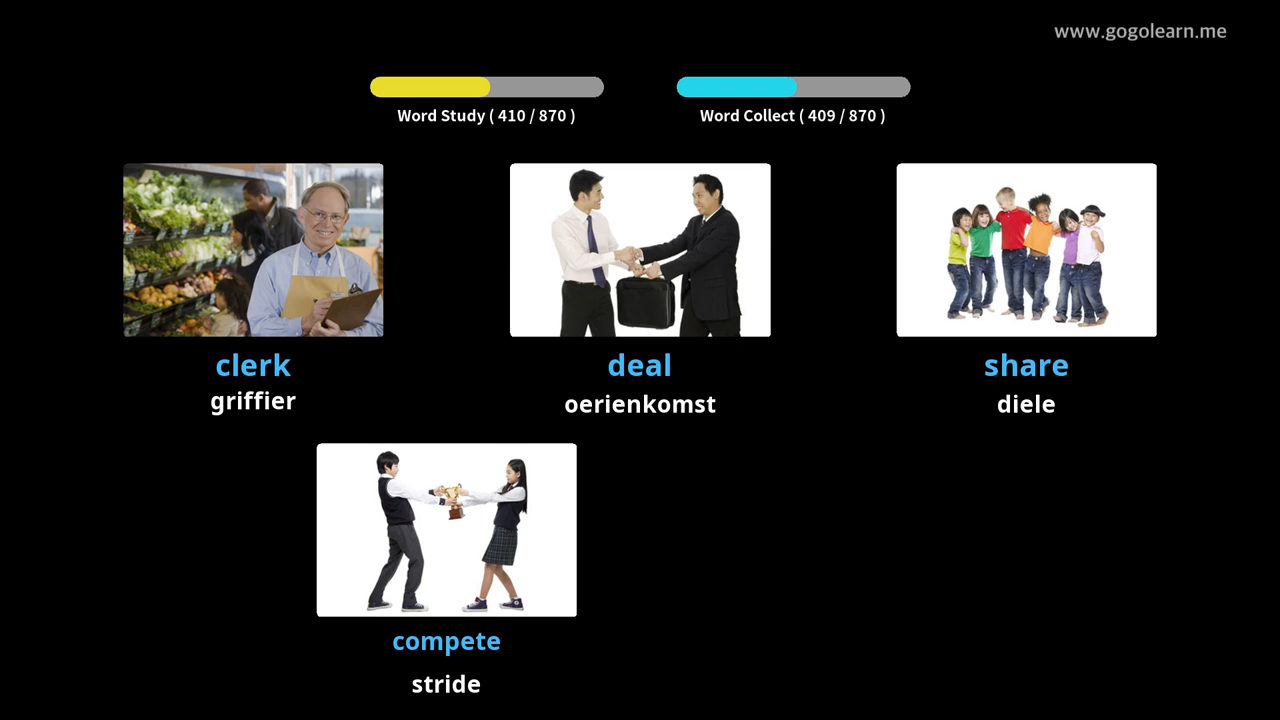 www.gogolearn.me
Word Study ( 410 / 870 )
Word Collect ( 409 / 870 )
clerk
griffier
deal
oerienkomst
share
diele
compete
stride